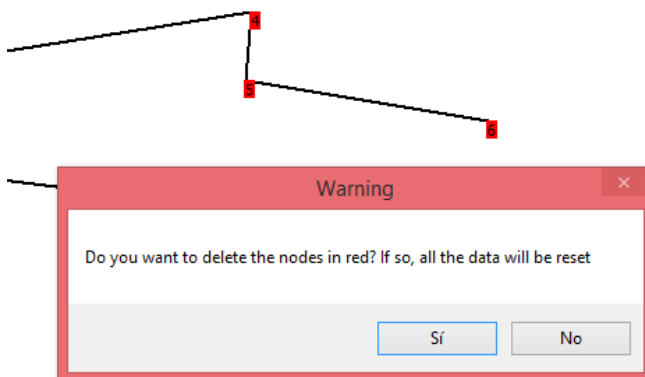 4
5
6
Warning
Do you want to delete the nodes in red? If so, all the data will be reset
Sí
No